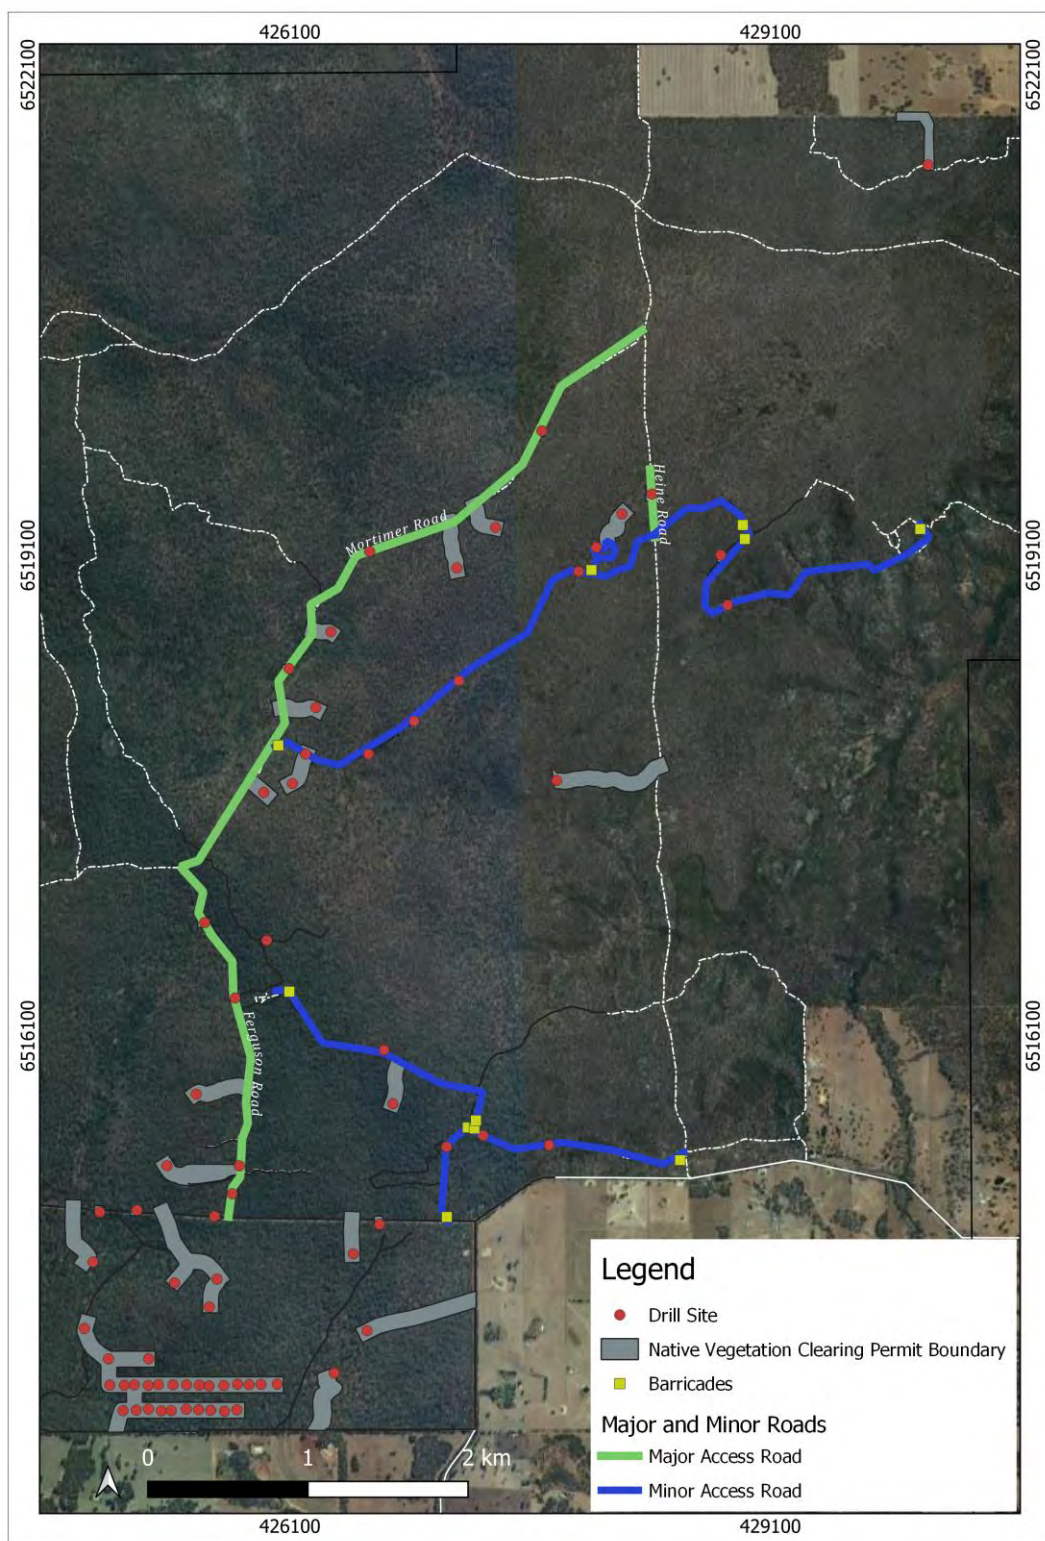 426100 429100
6522100 6522100
Heine Road
Mortimer Road
6519100 6519100
6516100 6516100
Ferguson Road
Legend
Drill Site
Native Vegetation Clearing Permit Boundary
Barricades
Major and Minor Roads
Major Access Road
Minor Access Road
0 1 2 km
426100 429100